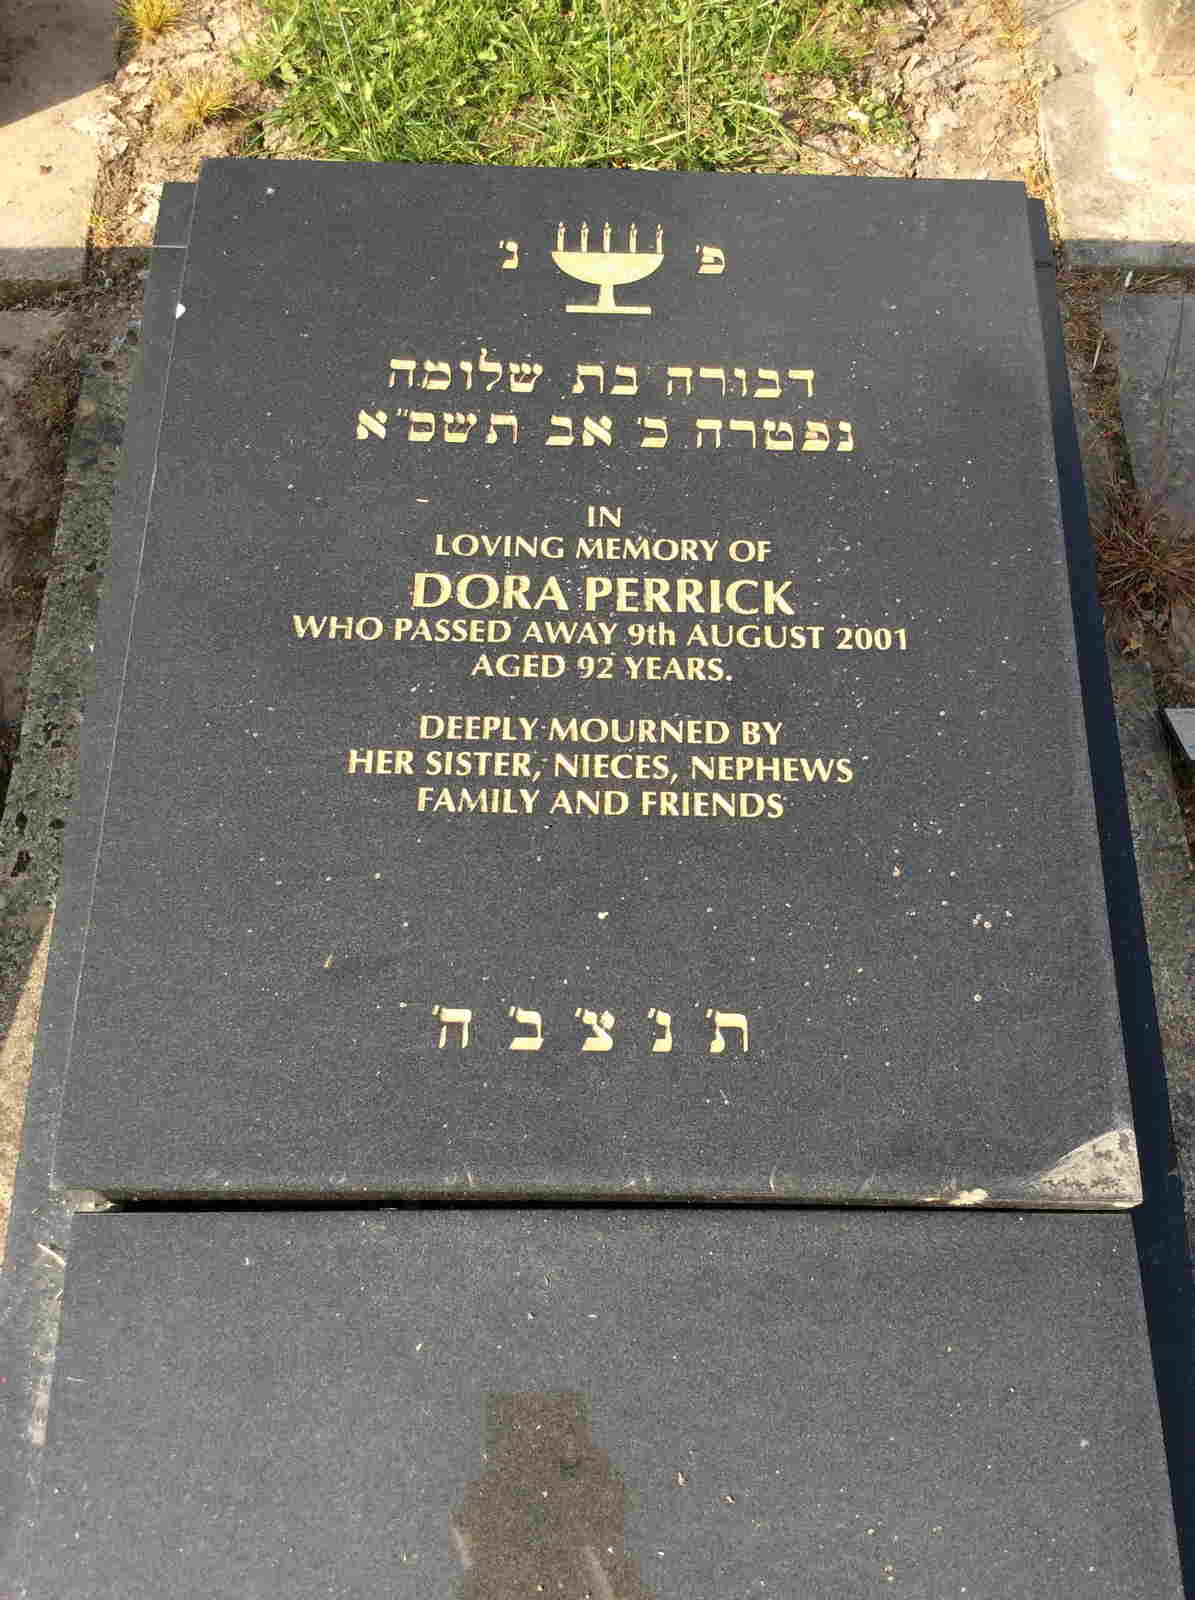 פ' נ'
דבורה בת שלומה
נפטרה כ' אב תשס"א
IN
LOVING MEMORY OF
DORA PERRICK
WHO PASSED AWAY 9th AUGUST 2001
AGED 92 YEARS.
DEEPLY MOURNED BY
HER SISTER, NIECES, NEPHEWS
FAMILY AND FRIENDS
ת' נ' צ' ב' ה'